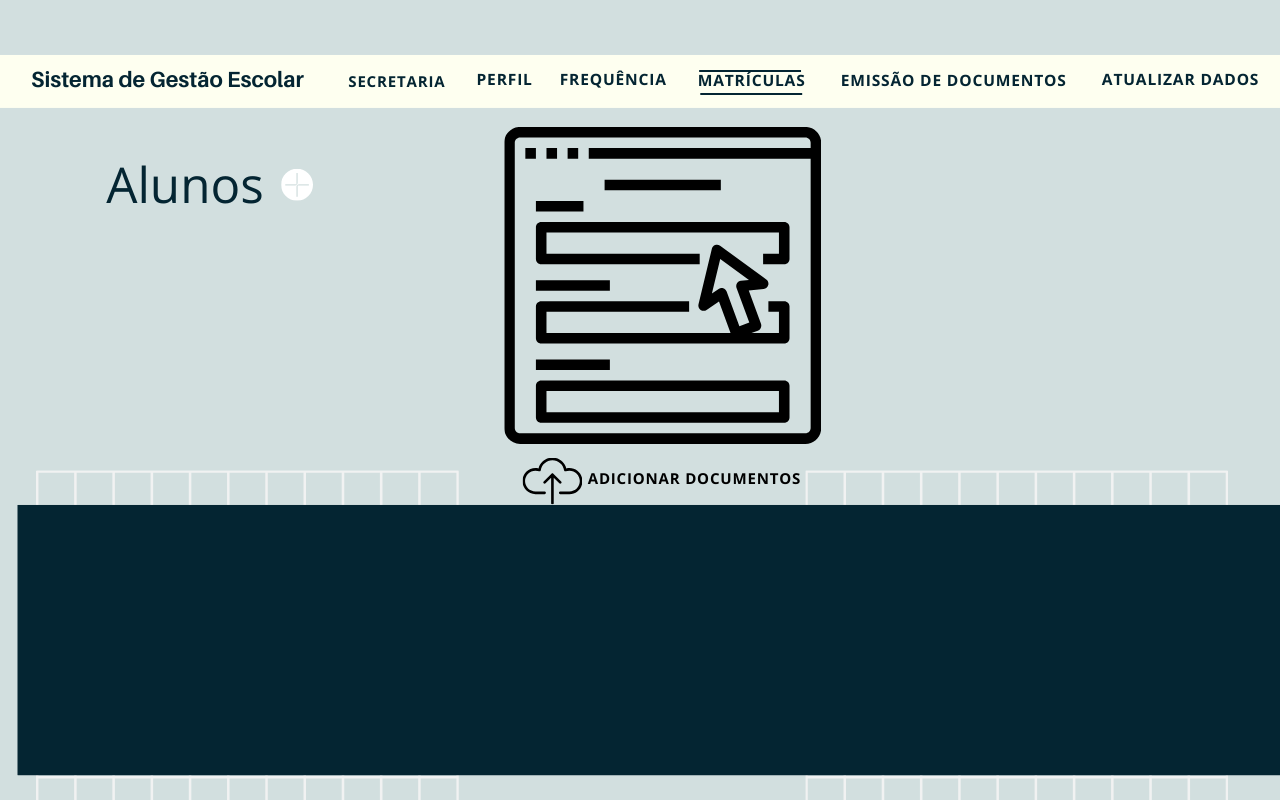 Sistema de Gestão Escolar SECRETARIA PERFIL FREQUÊNCIA MATRÍCULAS EMISSÃO DE DOCUMENTOS ATUALIZAR DADOS
Alunos
ADICIONAR DOCUMENTOS